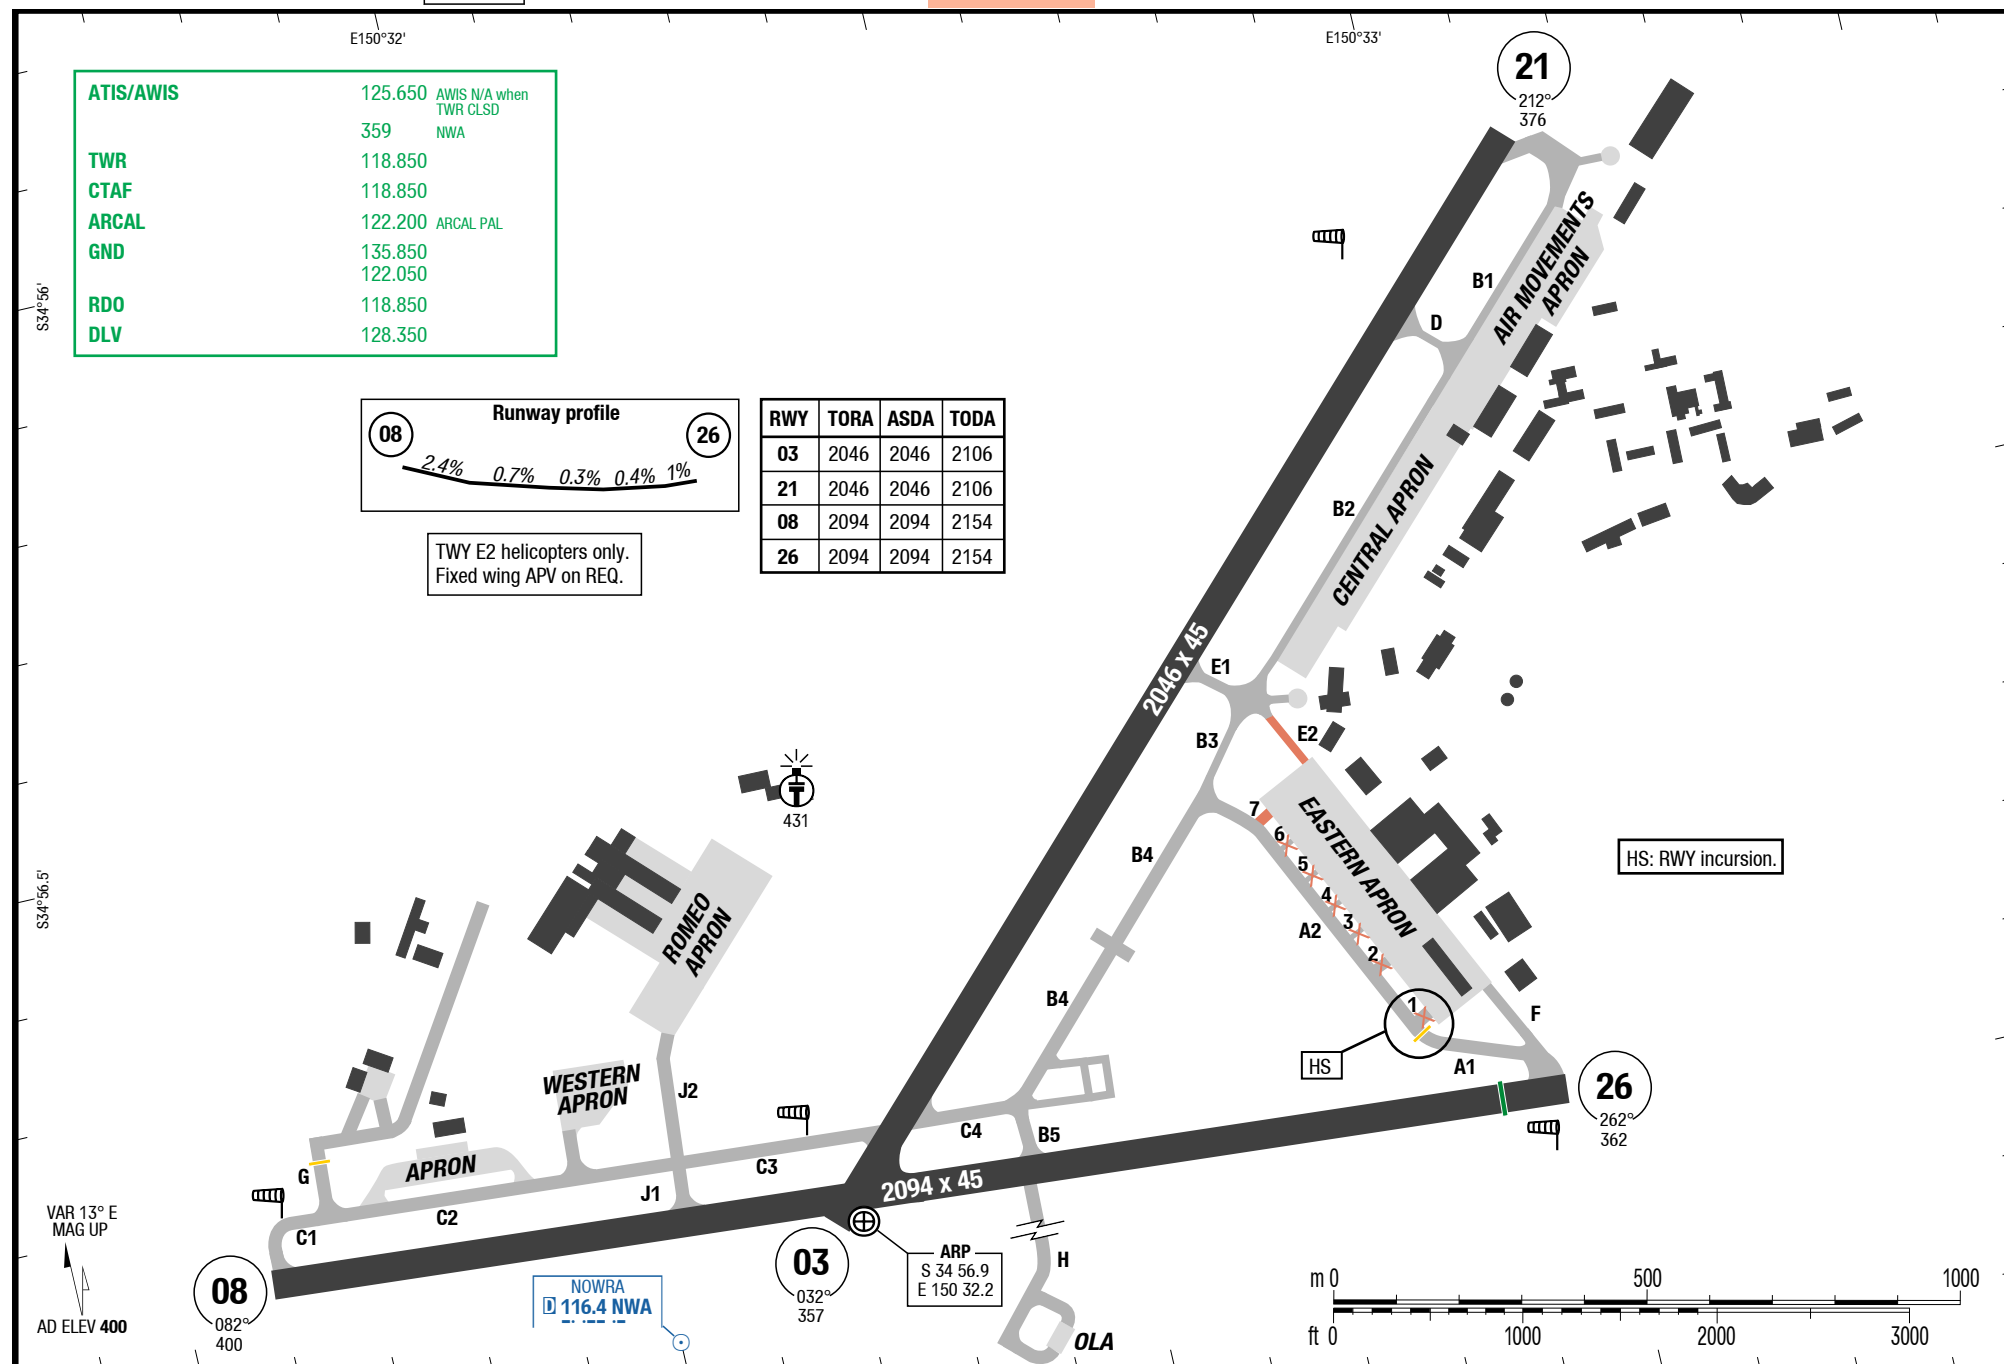 E150°32'
E150°33'
21
212°
376
ATIS/AWIS 125.650 AWIS N/A when TWR CLSD
359 NWA
TWR 118.850
CTAF 118.850
ARCAL 122.200 ARCAL PAL
GND 135.850
122.050
RDO 118.850
DLV 128.350
S34°56'
B1
AIR MOVEMENTS
APRON
D
Runway profile
08
26
2.4% 0.7% 0.3% 0.4% 1%
RWY TORA ASDA TODA
03 2046 2046 2106
21 2046 2046 2106
08 2094 2094 2154
26 2094 2094 2154
TWY E2 helicopters only.
Fixed wing APV on REQ.
B2
CENTRAL APRON
2046 x 45
E1
B3
E2
431
7
6
5
4
3
2
1
EASTERN APRON
B4
A2
HS: RWY incursion.
S34°56.5'
ROMEO
APRON
B4
F
HS
A1
WESTERN
APRON
J2
26
262°
362
C4
B5
C3
APRON
G
J1
2094 x 45
C2
C1
VAR 13° E
MAG UP
AD ELEV 400
08
082°
400
03
032°
357
ARP
S 34 56.9
E 150 32.2
H
NOWRA
D 116.4 NWA
OLA
m 0 500 1000
ft 0 1000 2000 3000